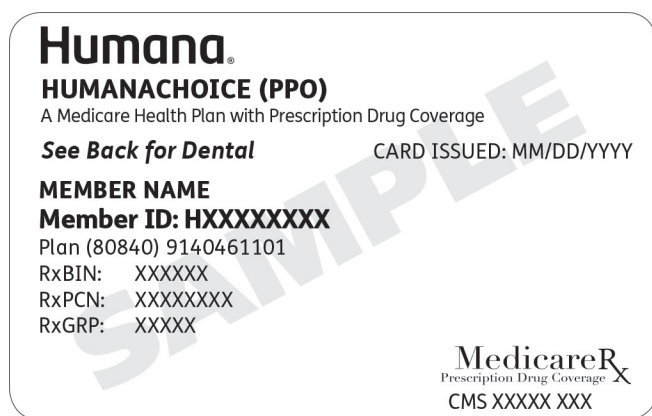 Humana®
HUMANACHOICE (PPO)
A Medicare Health Plan with Prescription Drug Coverage
See Back for Dental CARD ISSUED: MM/DD/YYYY
MEMBER NAME
Member ID: HXXXXXXXX
Plan (80840) 9140461101
RxBIN: XXXXXX
RxPCN: XXXXXXXX
RxGRP: XXXXX
SAMPLE
MedicareRx
Prescription Drug Coverage
CMS XXXXX XXX